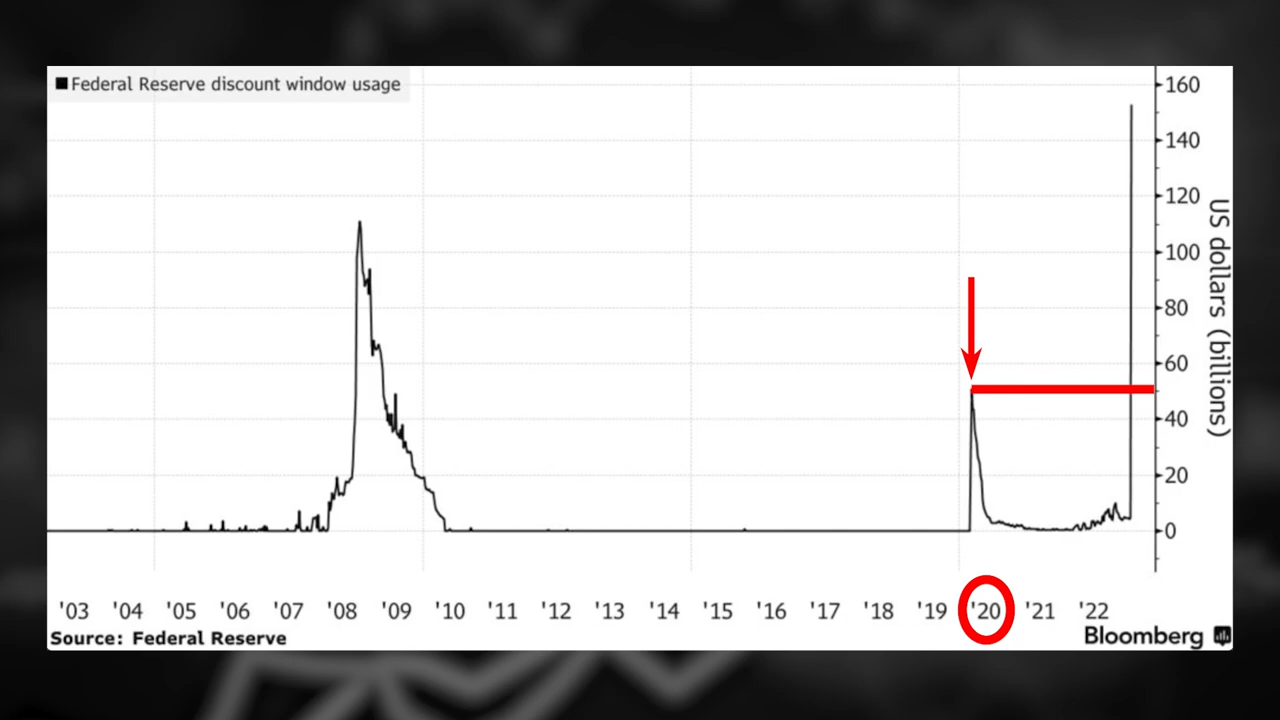 Federal Reserve discount window usage
160
140
120
100
80
60
40
20
0
US dollars (billions)
'03 '04 '05 '06 '07 '08 '09 '10 '11 '12 '13 '14 '15 '16 '17 '18 '19 '20 '21 '22
Source: Federal Reserve
Bloomberg